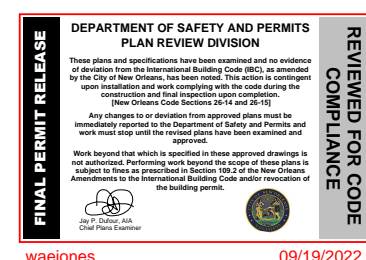 FINAL PERMIT RELEASE
DEPARTMENT OF SAFETY AND PERMITS
PLAN REVIEW DIVISION
These plans and specifications have been examined and no evidence
of deviation from the International Building Code (IBC), as amended
by the City of New Orleans, has been noted. This action is contingent
upon installation and work complying with the code during the
construction and final inspection upon completion.
[New Orleans Code Sections 26-14 and 26-15]
Any changes to or deviation from approved plans must be
immediately reported to the Department of Safety and Permits and
work must stop until the revised plans have been examined and
approved.
Work beyond that which is specified in these approved drawings is
not authorized. Performing work beyond the scope of these plans is
subject to fines as prescribed in Section 109.2 of the New Orleans
Amendments to the International Building Code and/or revocation of
the building permit.
Jay P. Dufour, AIA
Chief Plans Examiner
REVIEWED FOR CODE
COMPLIANCE
waejones
09/19/2022